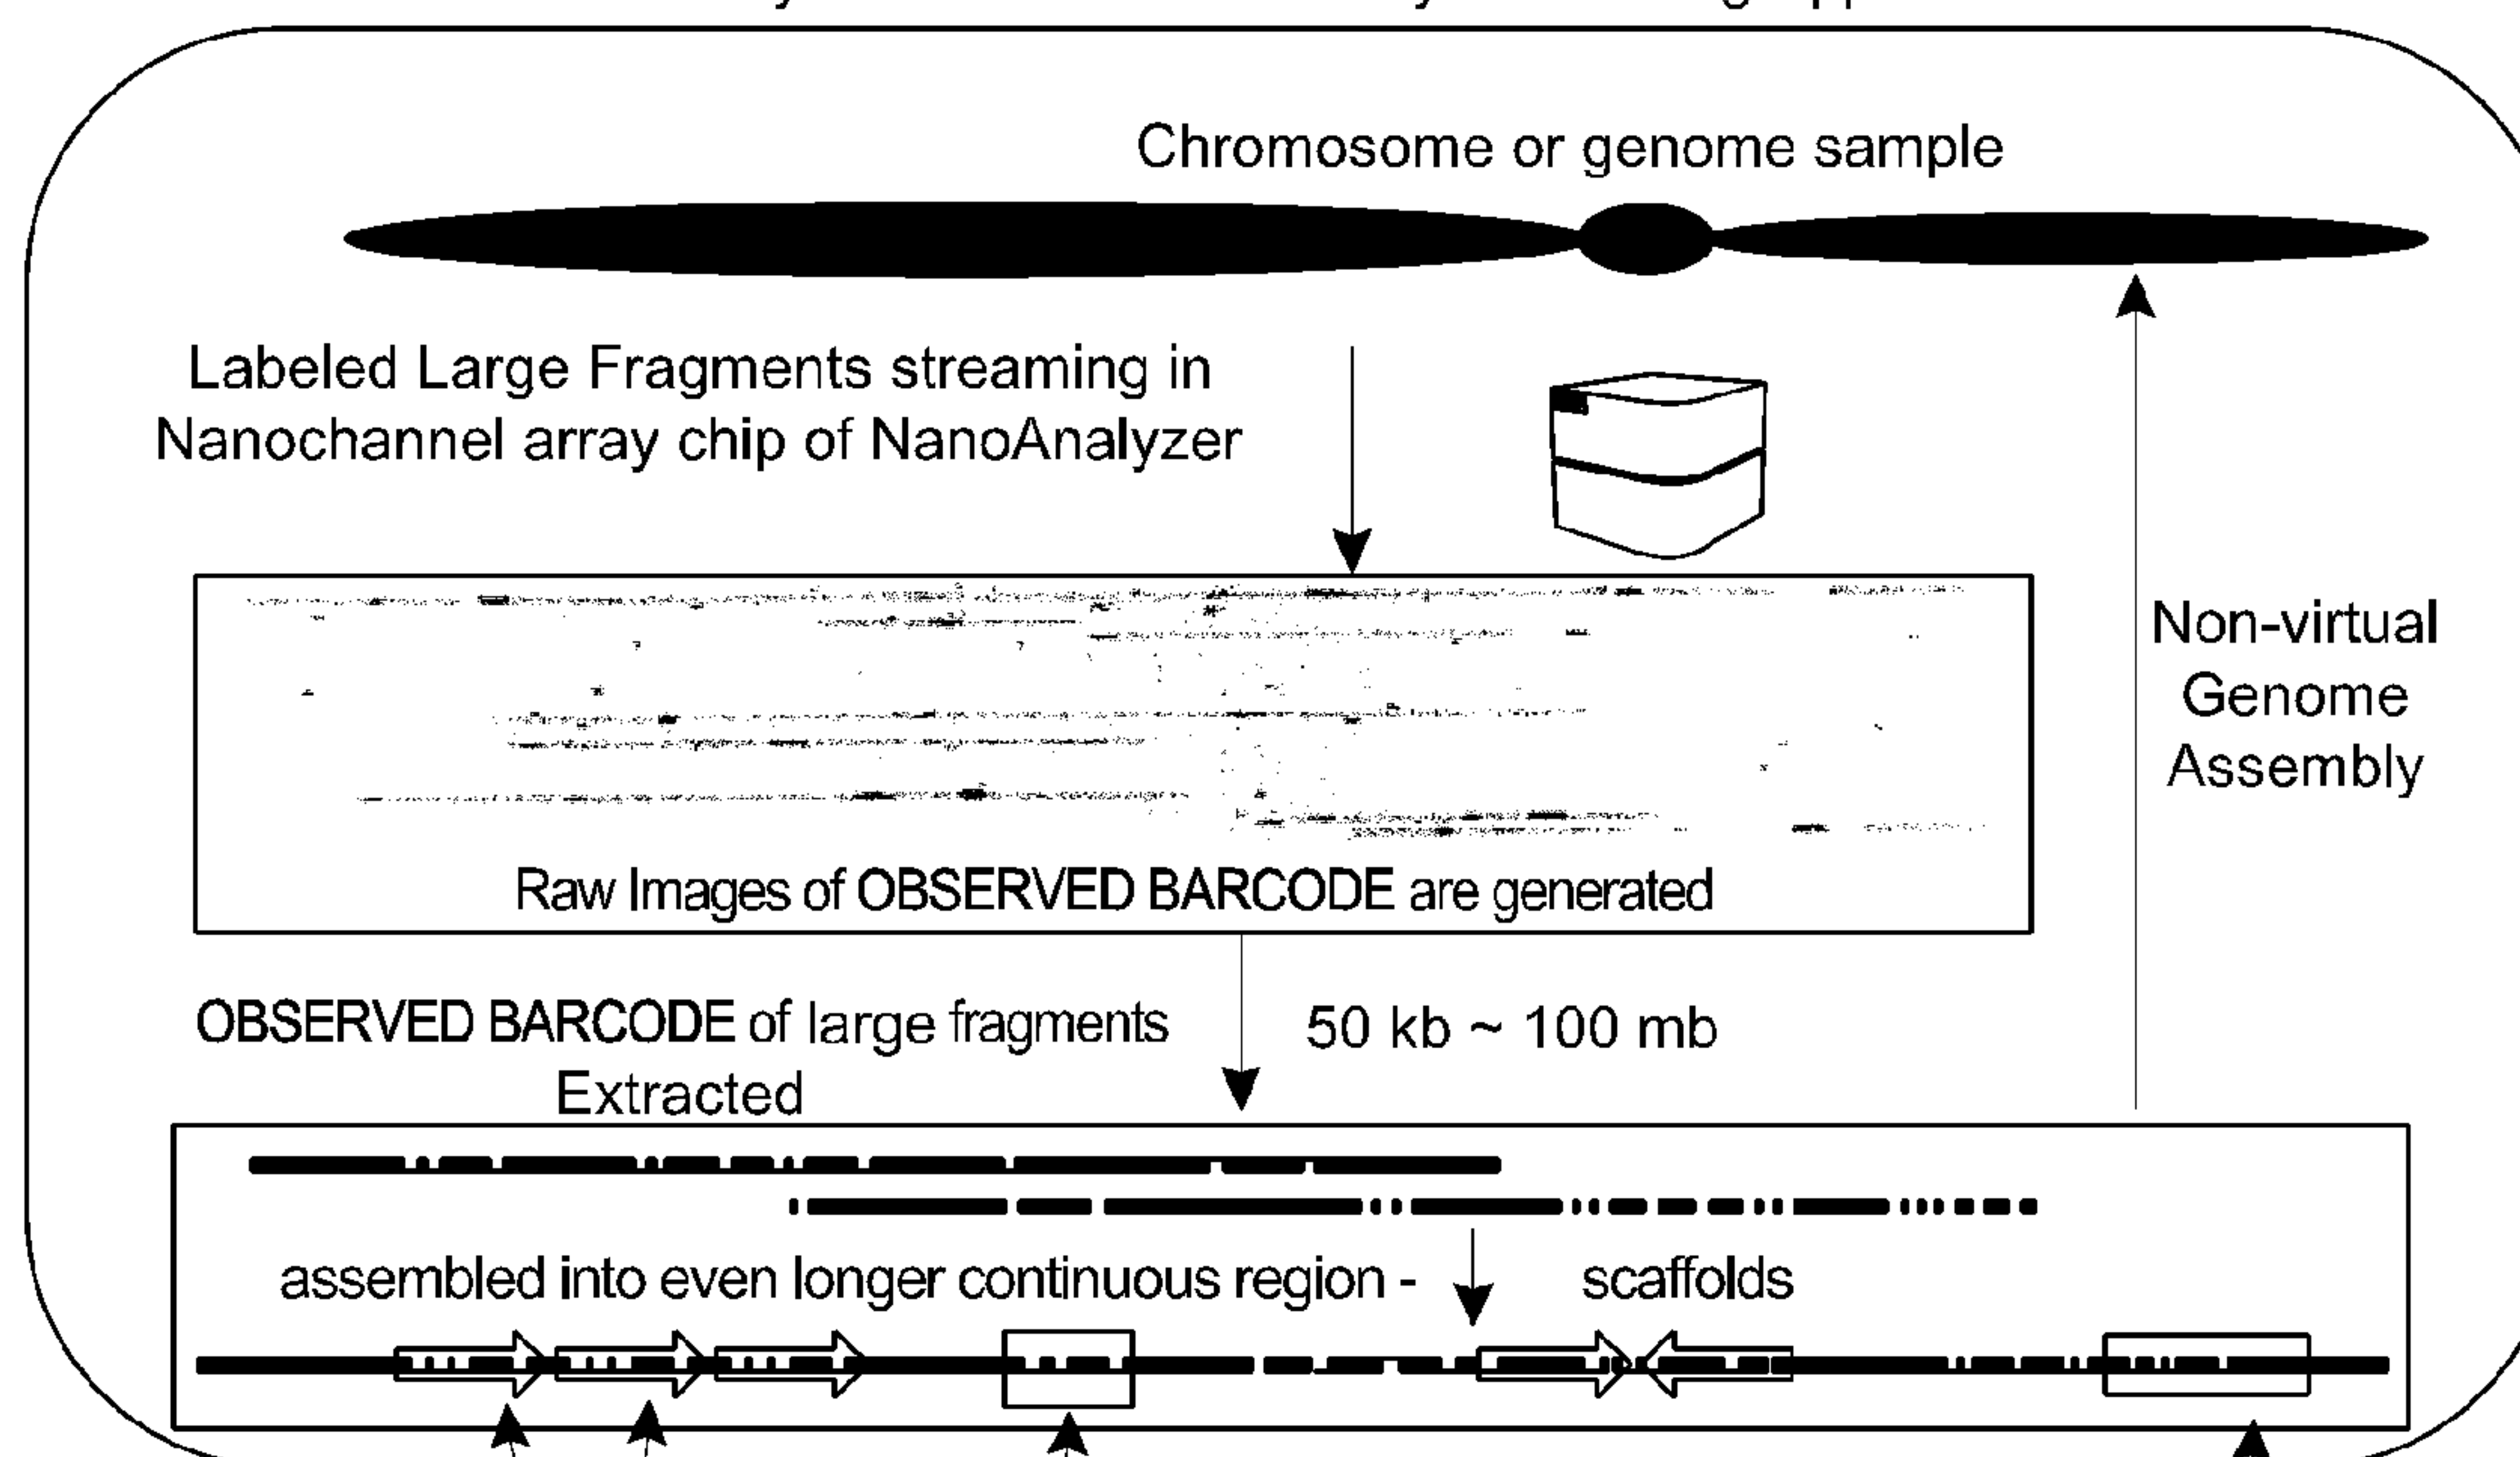 Chromosome or genome sample
Labeled Large Fragments streaming in
Nanochannel array chip of NanoAnalyzer
Non-virtual
Genome
Assembly
Raw Images of OBSERVED BARCODE are generated
OBSERVED BARCODE of large fragments
Extracted
50 kb ~ 100 mb
assembled into even longer continuous region - scaffolds